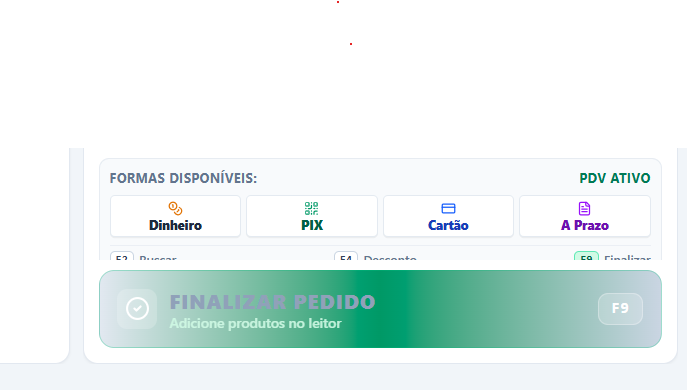 FORMAS DISPONÍVEIS: PDV ATIVO
Dinheiro PIX Cartão A Prazo
F2 Buscar F4 Desconto F9 Finalizar
FINALIZAR PEDIDO
Adicione produtos no leitor F9